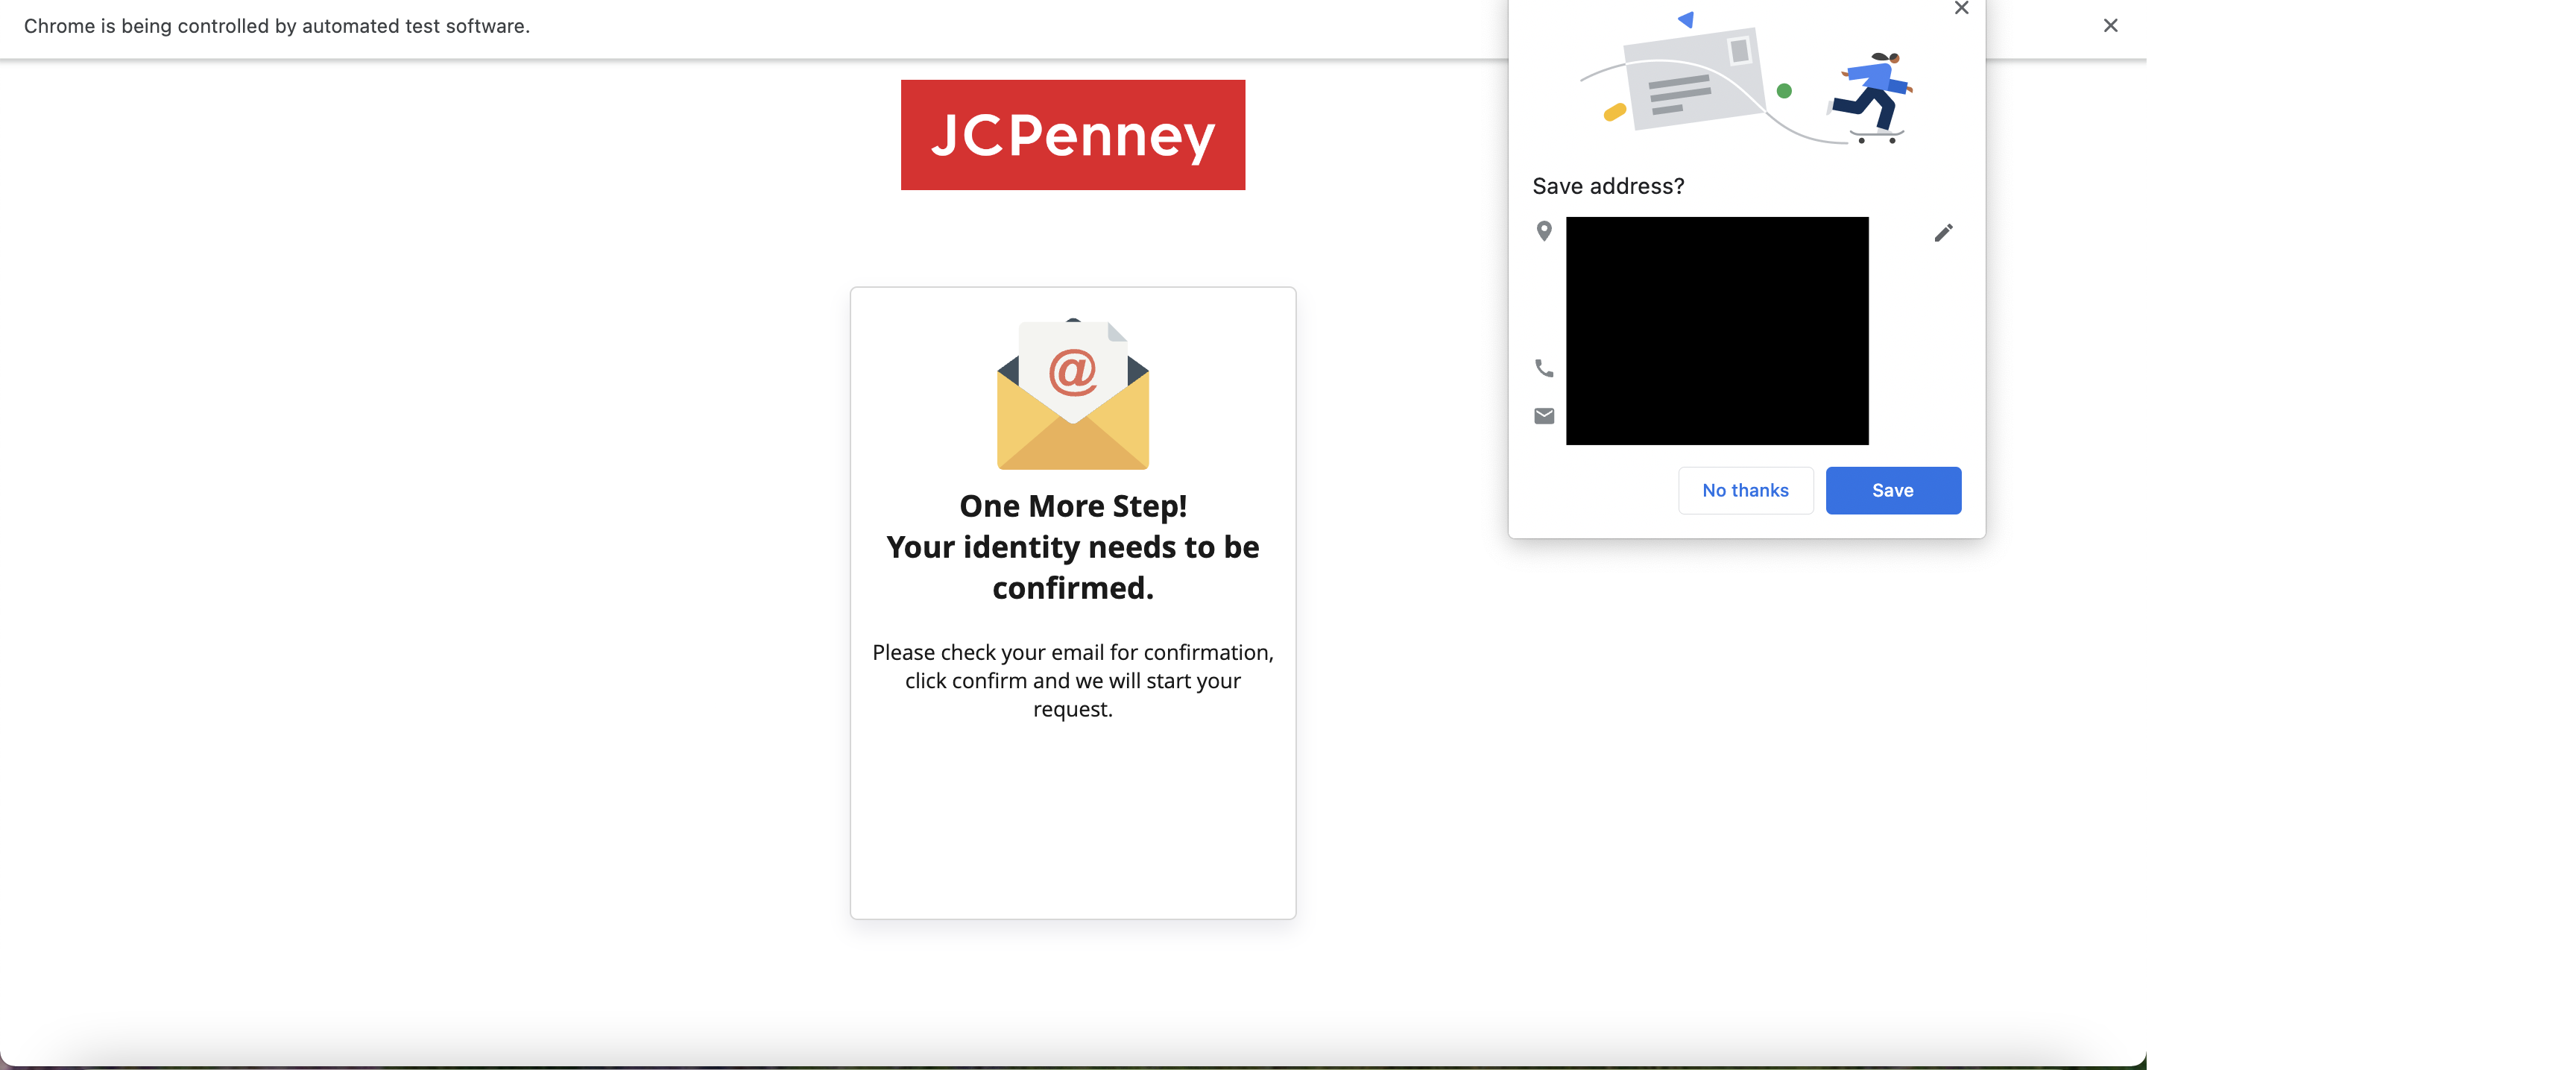 Chrome is being controlled by automated test software.
JCPenney
Save address?
No thanks
Save
@
One More Step!
Your identity needs to be
confirmed.
Please check your email for confirmation,
click confirm and we will start your
request.